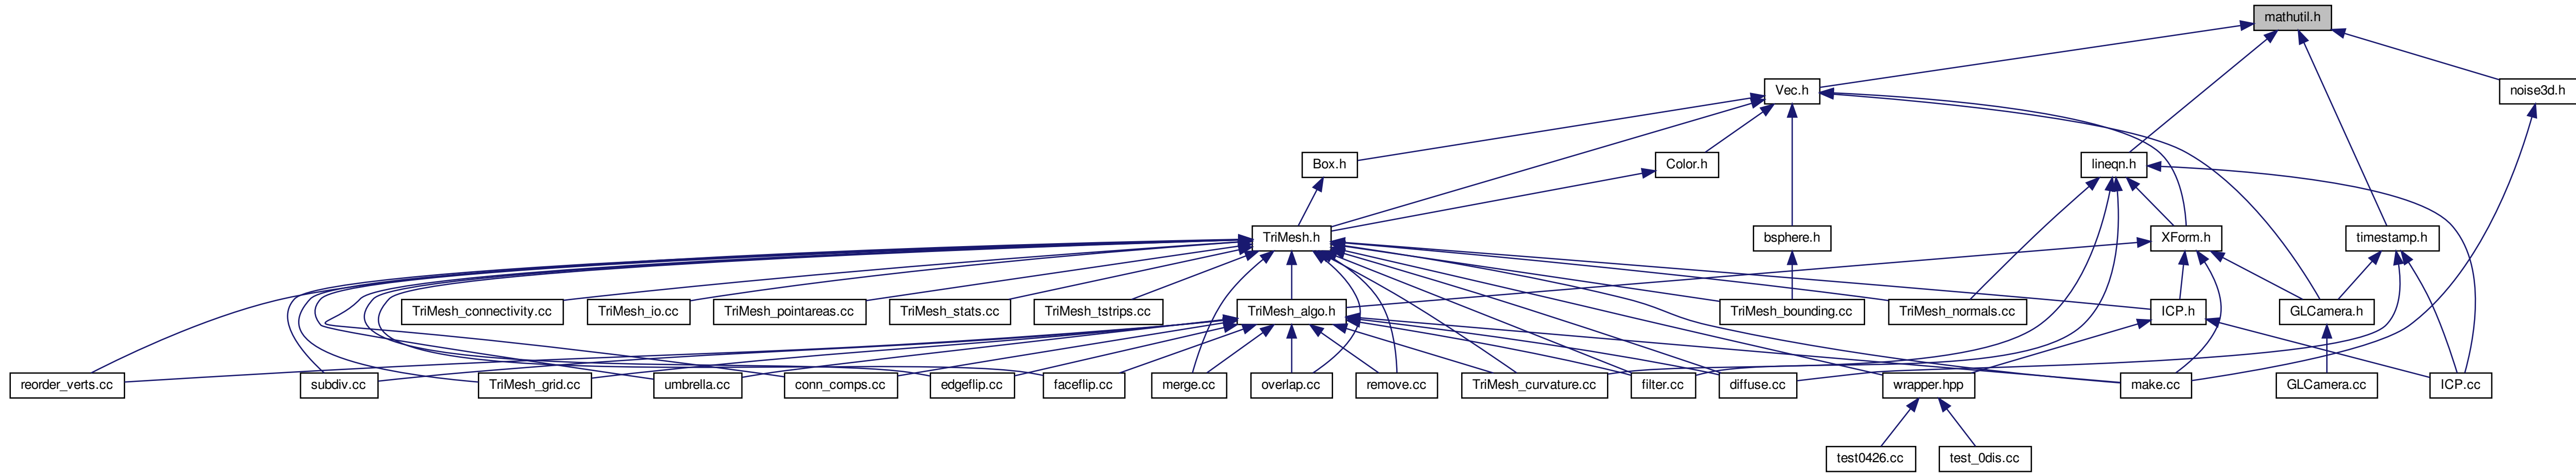 mathutil.h
Vec.h
noise3d.h
Box.h
Color.h
lineqn.h
TriMesh.h
bsphere.h
XForm.h
timestamp.h
TriMesh_connectivity.cc
TriMesh_io.cc
TriMesh_pointareas.cc
TriMesh_stats.cc
TriMesh_tstrips.cc
TriMesh_algo.h
TriMesh_bounding.cc
TriMesh_normals.cc
ICP.h
GLCamera.h
reorder_verts.cc
subdiv.cc
TriMesh_grid.cc
umbrella.cc
conn_comps.cc
edgeflip.cc
faceflip.cc
merge.cc
overlap.cc
remove.cc
TriMesh_curvature.cc
filter.cc
diffuse.cc
wrapper.hpp
make.cc
GLCamera.cc
ICP.cc
test0426.cc
test_0dis.cc